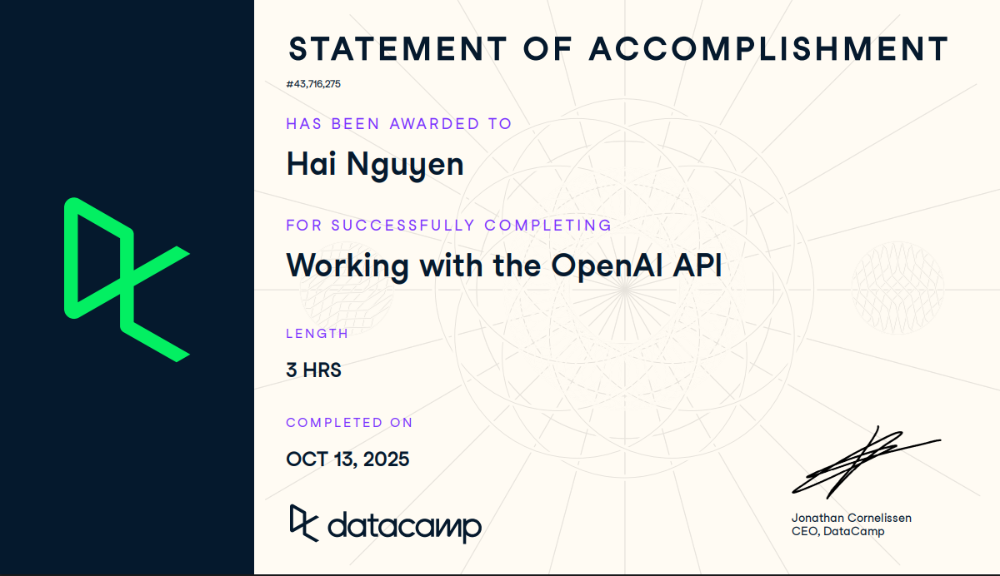 STATEMENT OF ACCOMPLISHMENT
#43,716,275
HAS BEEN AWARDED TO
Hai Nguyen
FOR SUCCESSFULLY COMPLETING
Working with the OpenAI API
LENGTH
3 HRS
COMPLETED ON
OCT 13, 2025
datacamp
Jonathan Cornelissen
CEO, DataCamp